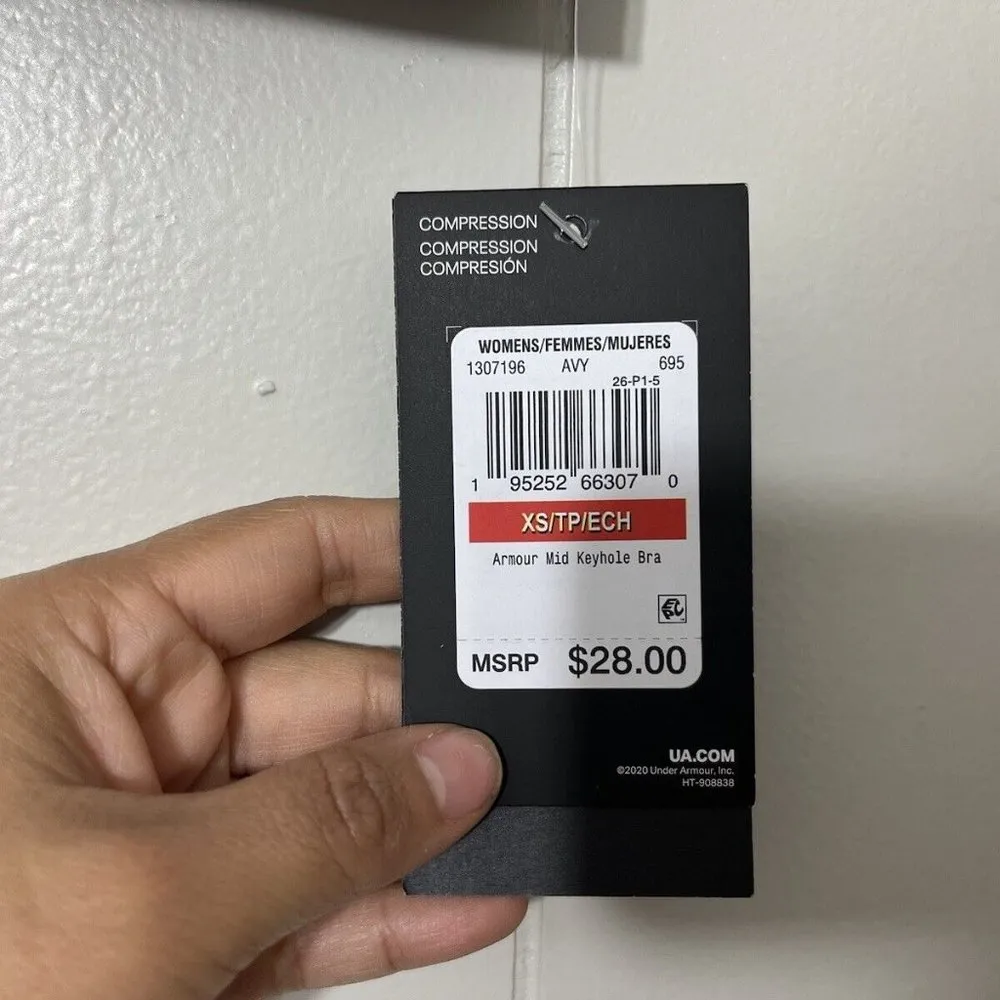 COMPRESSION
COMPRESSION
COMPRESIÓN
WOMENS/FEMMES/MUJERES
1307196 AVY 695
26-P1-5
1 95252 66307 0
XS/TP/ECH
Armour Mid Keyhole Bra
EPC
MSRP $28.00
UA.COM
©2020 Under Armour, Inc.
HT-908838